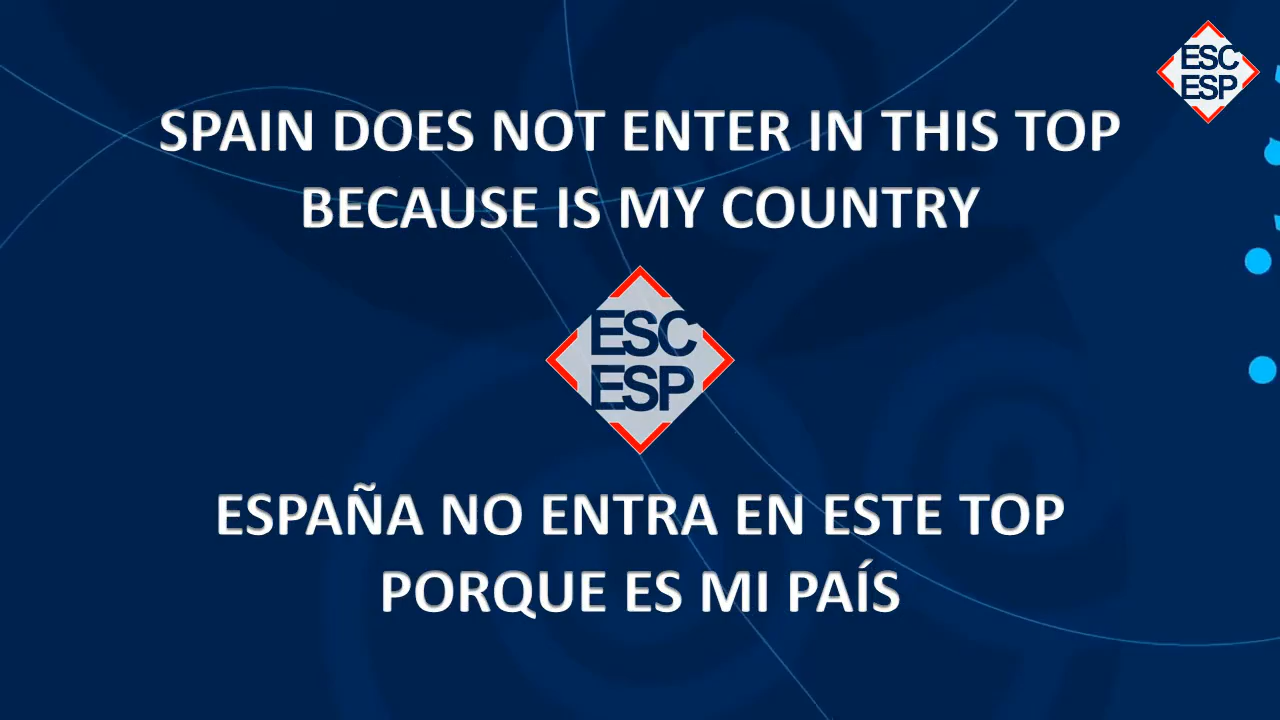 ESC
ESP
SPAIN DOES NOT ENTER IN THIS TOP
BECAUSE IS MY COUNTRY
ESC
ESP
ESPAÑA NO ENTRA EN ESTE TOP
PORQUE ES MI PAÍS